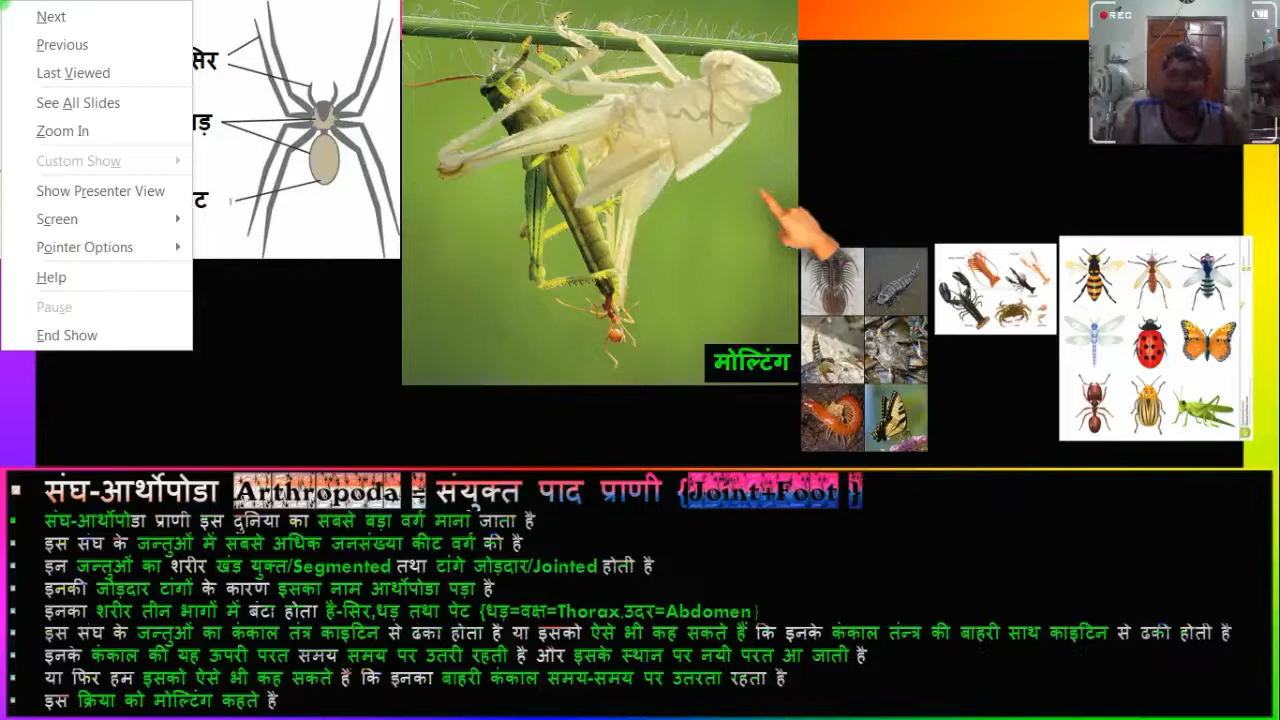 Next
Previous
Last Viewed
See All Slides
Zoom In
Custom Show
Show Presenter View
Screen
Pointer Options
Help
Pause
End Show
सिर
REC
मोल्टिंग
संघ-आर्थोपोडा Arthropoda = संयुक्त पाद प्राणी {Joint+Foot }
संघ-आर्थोपोडा प्राणी इस दुनिया का सबसे बड़ा वर्ग माना जाता है
इस संघ के जन्तुओं में सबसे अधिक जनसंख्या कीट वर्ग की है
इन जन्तुओं का शरीर खंड युक्त/Segmented तथा टांगे जोड़दार/Jointed होती है
इनकी जोड़दार टांगों के कारण इसका नाम आर्थोपोडा पड़ा है
इनका शरीर तीन भागों में बंटा होता है-सिर,धड़ तथा पेट {धड़=वक्ष=Thorax,उदर=Abdomen}
इस संघ के जन्तुओं का कंकाल तंत्र काइटिन से ढका होता है या इसको ऐसे भी कह सकते हैं कि इनके कंकाल तंन्त्र की बाहरी साथ काइटिन से ढकी होती है
इनके कंकाल की यह ऊपरी परत समय समय पर उतरी रहती है और इसके स्थान पर नयी परत आ जाती है
या फिर हम इसको ऐसे भी कह सकते हैं कि इनका बाहरी कंकाल समय-समय पर उतरता रहता है
इस क्रिया को मोल्टिंग कहते है